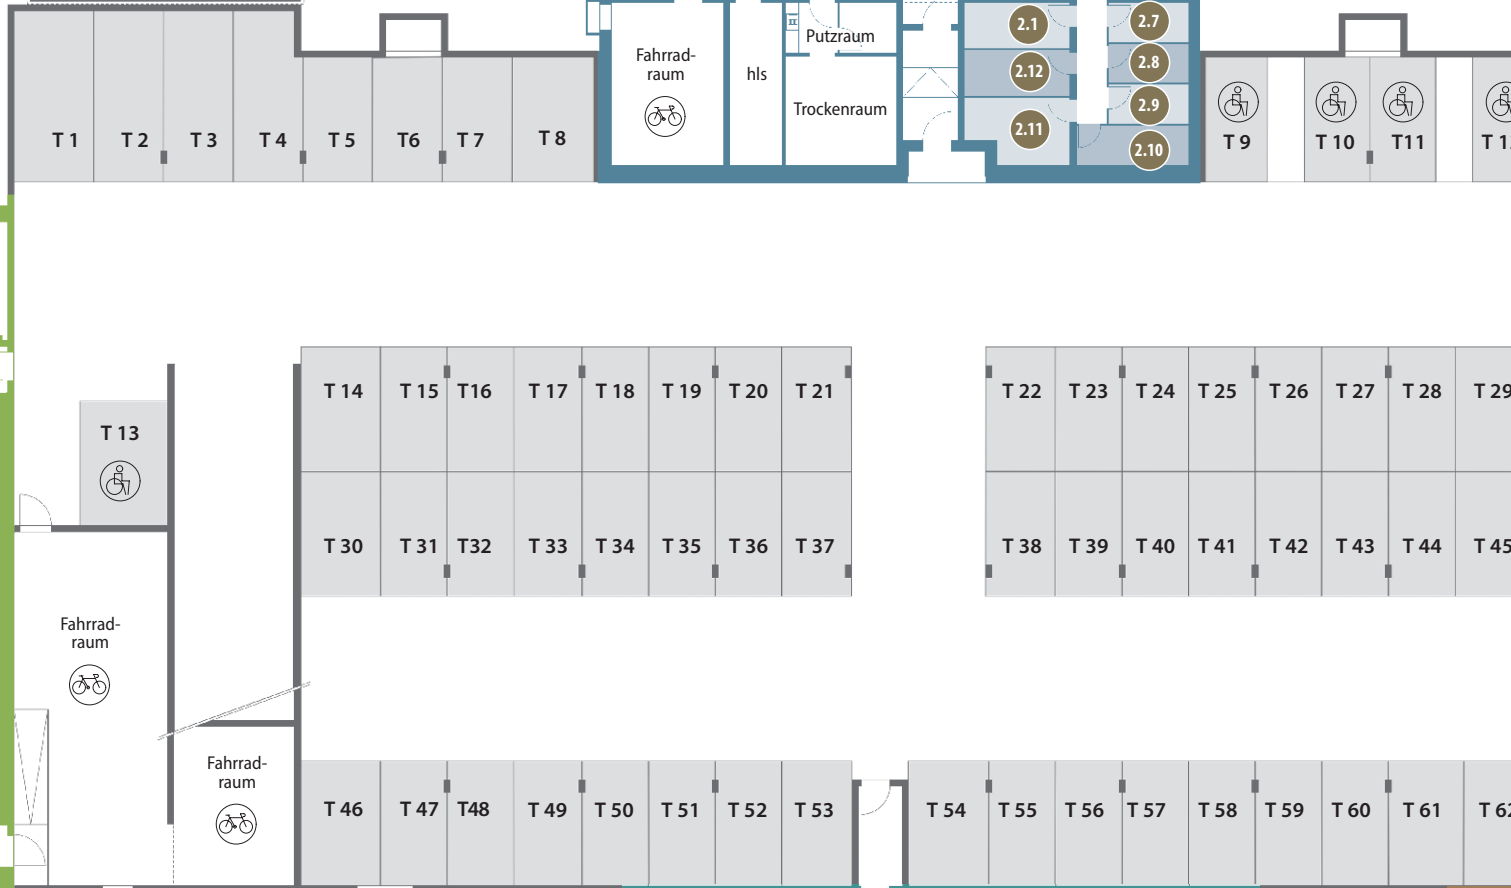 T 1
T 2
T 3
T 4
T 5
T6
T 7
T 8
Fahrrad-
raum
hls
Putzraum
Trockenraum
2.1
2.12
2.11
2.7
2.8
2.9
2.10
T 9
T 10
T11
T 14
T 15
T16
T 17
T 18
T 19
T 20
T 21
T 22
T 23
T 24
T 25
T 26
T 27
T 28
T 29
T 13
T 30
T 31
T32
T 33
T 34
T 35
T 36
T 37
T 38
T 39
T 40
T 41
T 42
T 43
T 44
T 45
Fahrrad-
raum
Fahrrad-
raum
T 46
T 47
T48
T 49
T 50
T 51
T 52
T 53
T 54
T 55
T 56
T 57
T 58
T 59
T 60
T 61
T 62